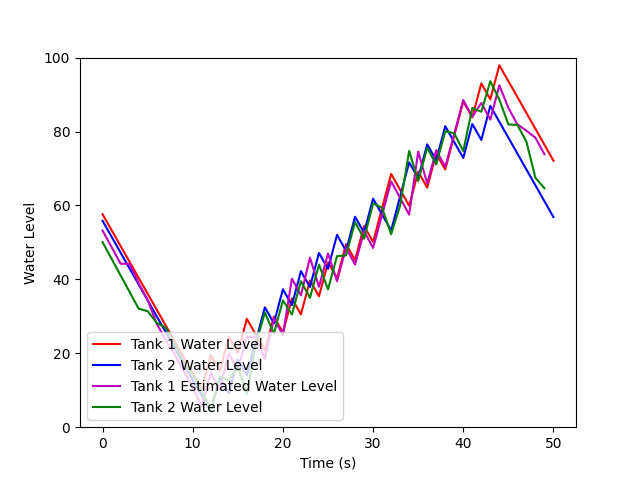 100
80
60
40
20
0
Water Level
Tank 1 Water Level
Tank 2 Water Level
Tank 1 Estimated Water Level
Tank 2 Water Level
0 10 20 30 40 50
Time (s)